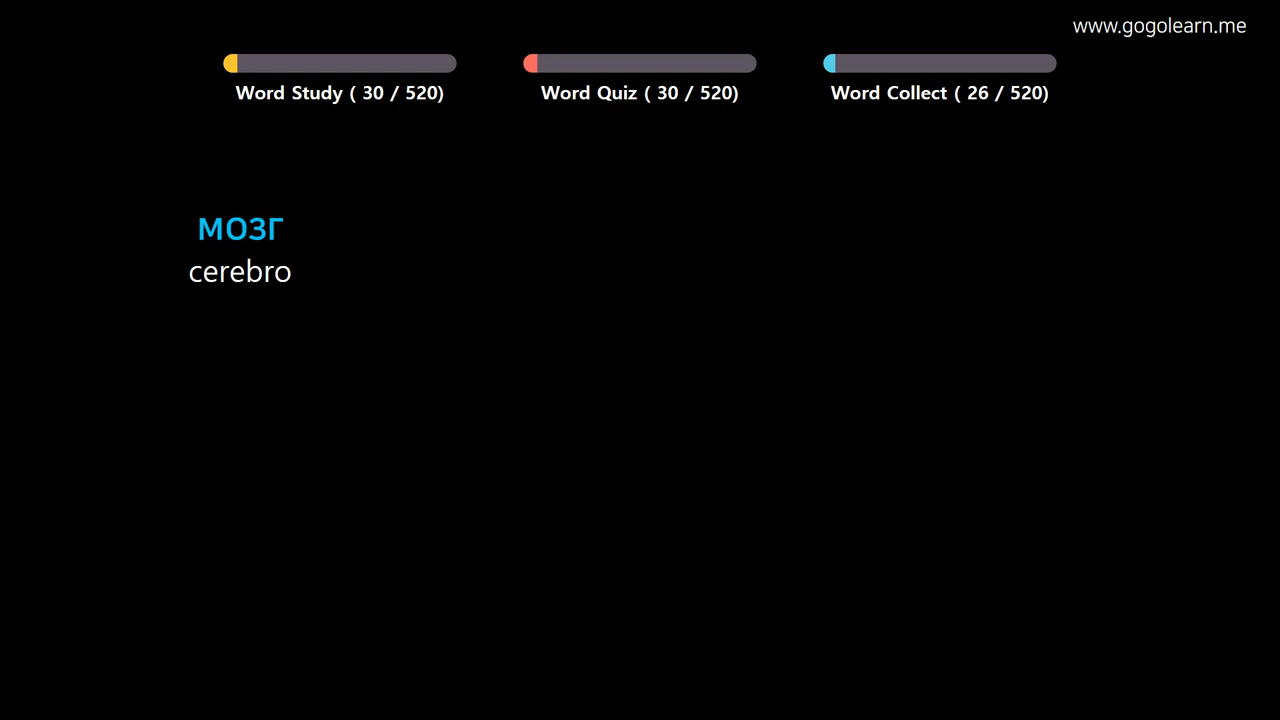 www.gogolearn.me
Word Study ( 30 / 520)
Word Quiz ( 30 / 520)
Word Collect ( 26 / 520)
мозг
cerebro